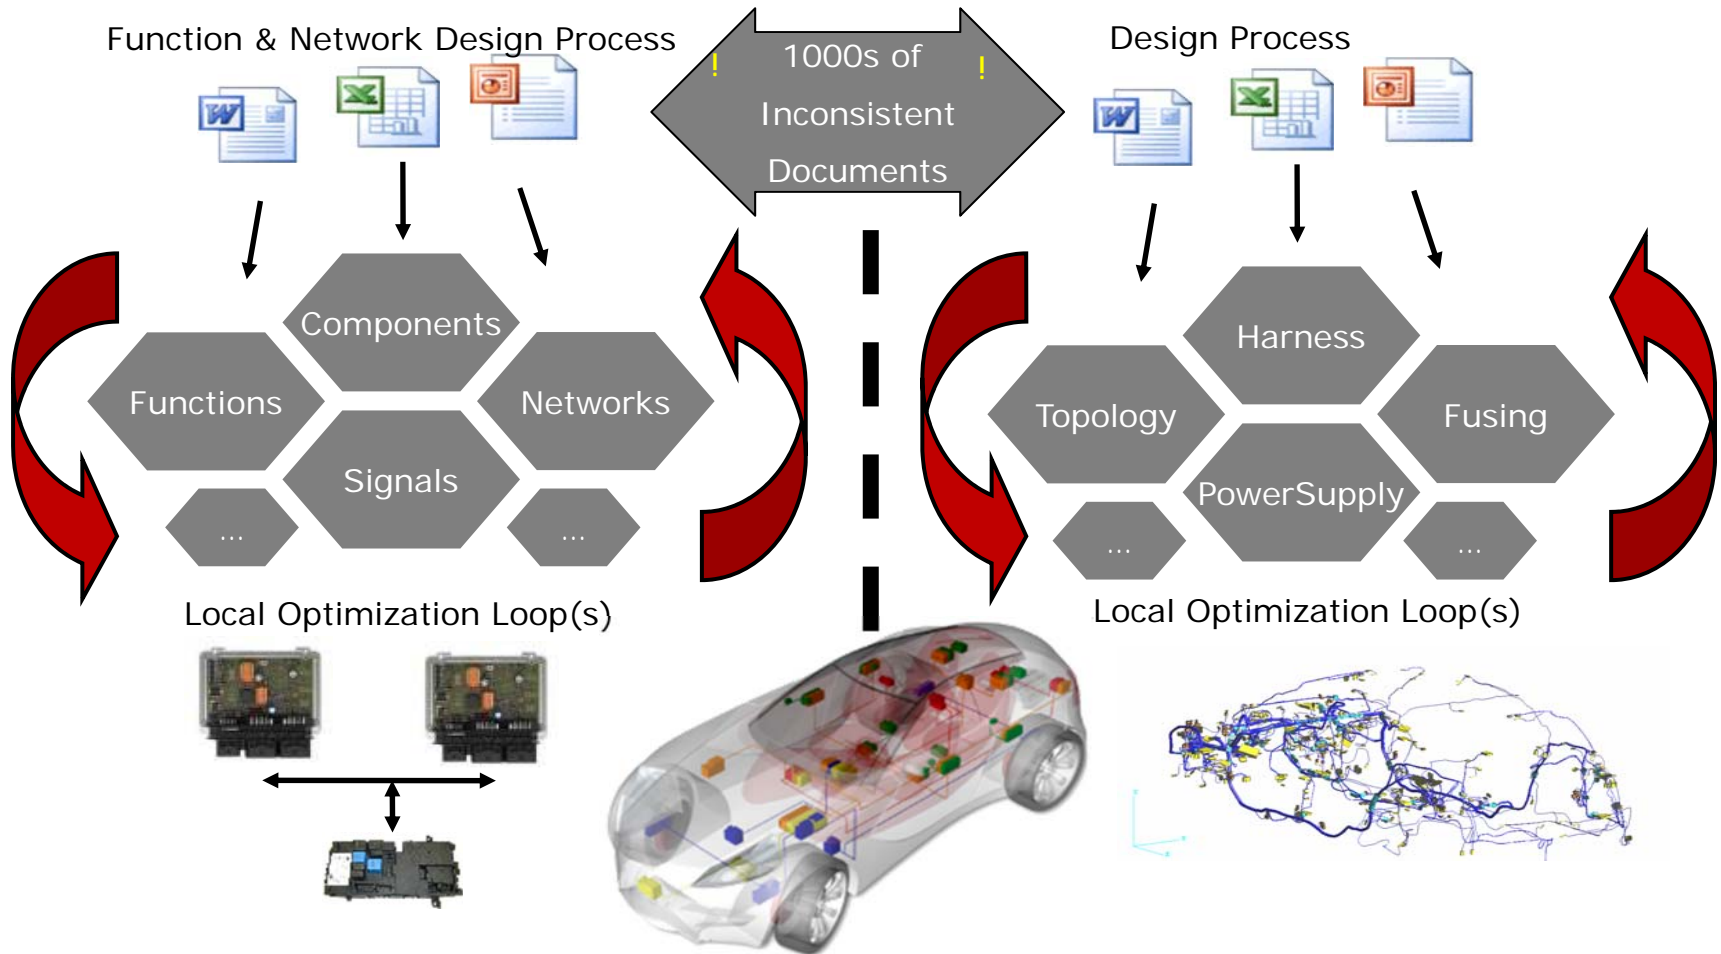 Function & Network Design Process
! 1000s of !
Inconsistent
Documents
Design Process
W
X
W
X
Components
Functions
Networks
Signals
...
...
Local Optimization Loop(s)
Harness
Topology
Fusing
PowerSupply
...
...
Local Optimization Loop(s)